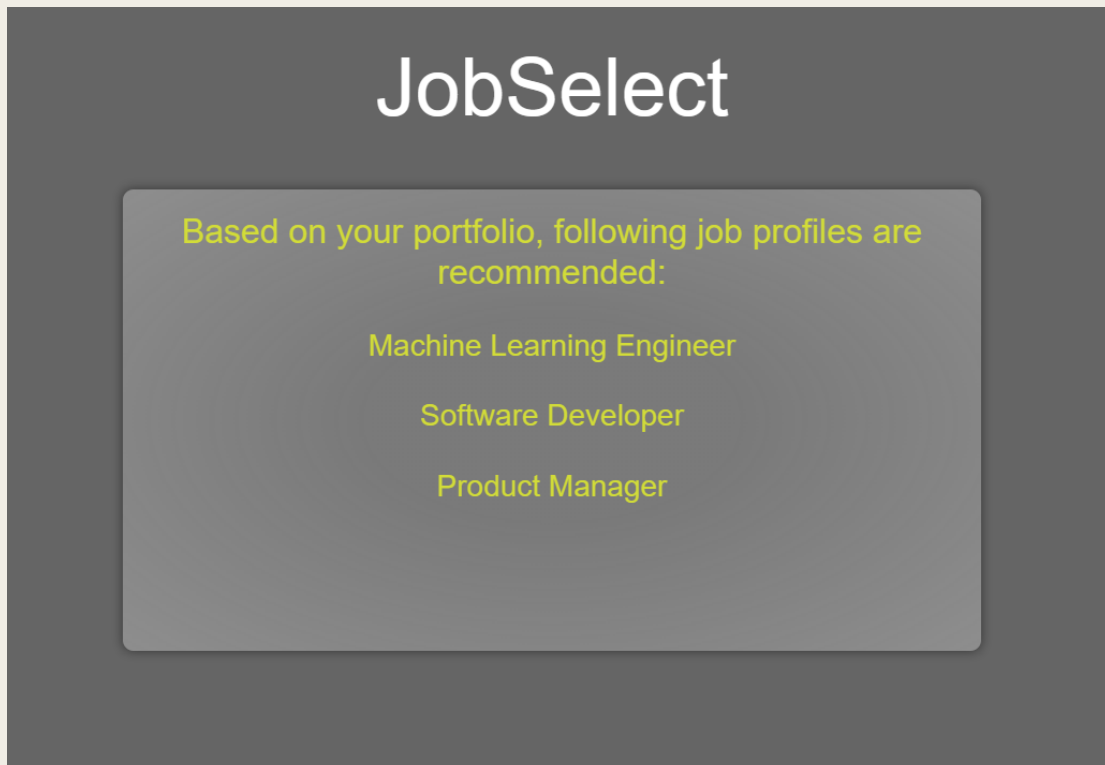 JobSelect
Based on your portfolio, following job profiles are
recommended:
Machine Learning Engineer
Software Developer
Product Manager